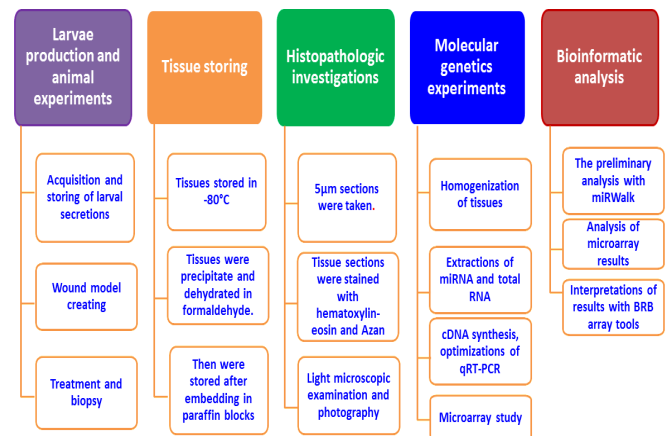 Larvae
production and
animal
experiments
Acquisition and
storing of larval
secretions
Wound model
creating
Treatment and
biopsy
Tissue storing
Tissues stored in
-80°C
Tissues were
precipitate and
dehydrated in
formaldehyde.
Then were
stored after
embedding in
paraffin blocks
Histopathologic
investigations
5µm sections
were taken.
Tissue sections
were stained
with
hematoxylin-
eosin and Azan
Light microscopic
examination and
photography
Molecular
genetics
experiments
Homogenization
of tissues
Extractions of
miRNA and total
RNA
cDNA synthesis,
optimizations of
qRT-PCR
Microarray study
Bioinformatic
analysis
The preliminary
analysis with
miRWalk
Analysis of
microarray
results
Interpretations of
results with BRB
array tools